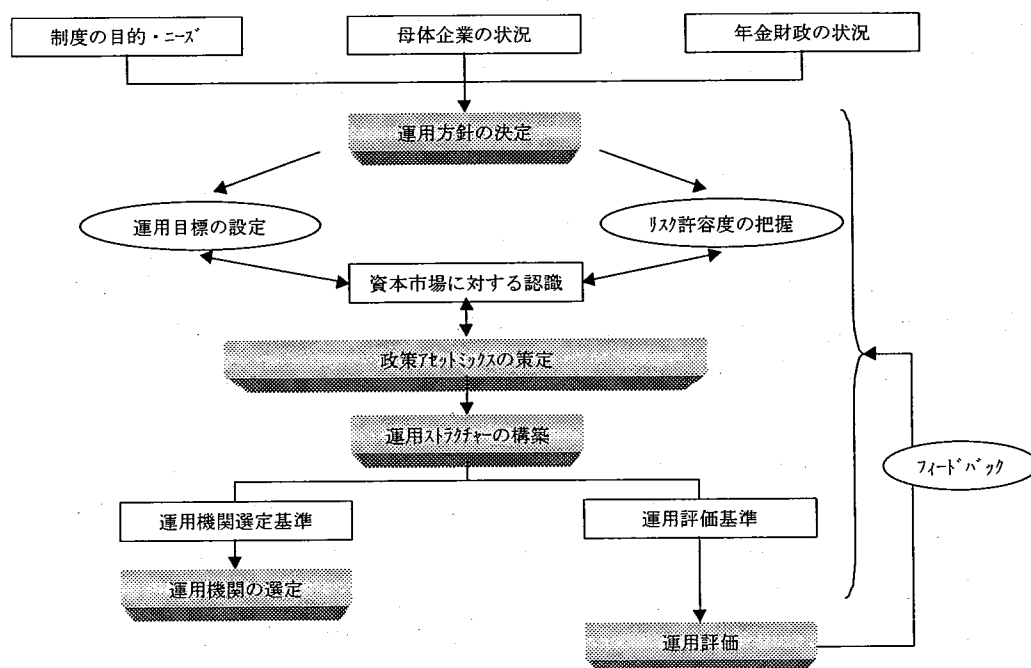 制度の目的・ニーズ
母体企業の状況
年金財政の状況
運用方針の決定
運用目標の設定
リスク許容度の把握
資本市場に対する認識
政策アセットミックスの策定
運用ストラクチャーの構築
フィードバック
運用機関選定基準
運用評価基準
運用機関の選定
運用評価